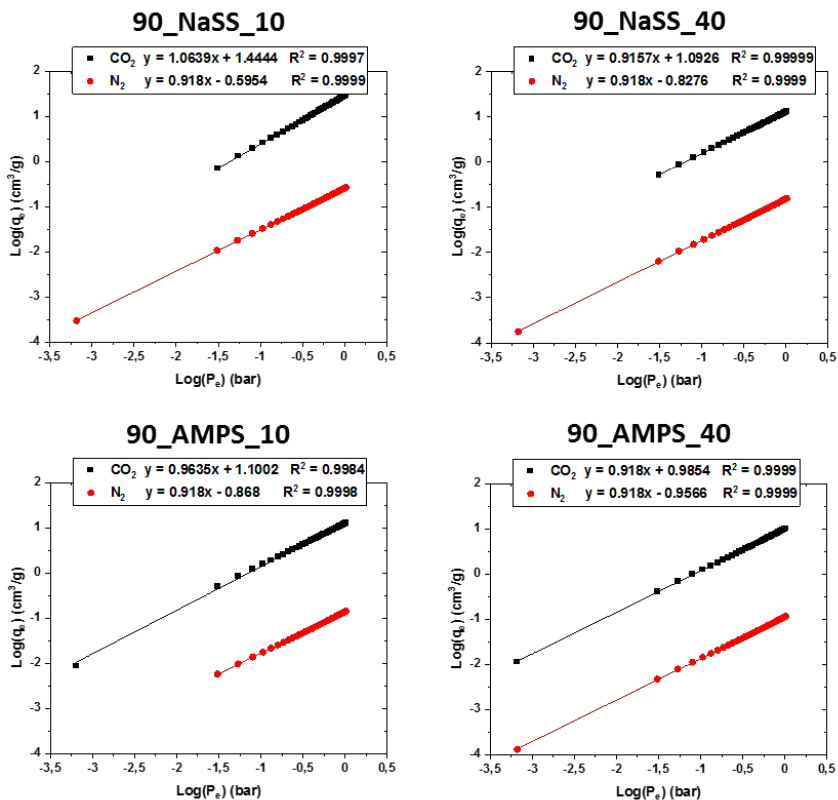 90_NaSS_10
CO₂ y = 1.0639x + 1.4444 R² = 0.9997
N₂ y = 0.918x - 0.5954 R² = 0.9999
2
1
0
-1
-2
-3
-4
Log(qₑ) (cm³/g)
-3,5 -3 -2,5 -2 -1,5 -1 -0,5 0 0,5
Log(Pₑ) (bar)
90_NaSS_40
CO₂ y = 0.9157x + 1.0926 R² = 0.99999
N₂ y = 0.918x - 0.8276 R² = 0.9999
2
1
0
-1
-2
-3
-4
Log(qₑ) (cm³/g)
-3,5 -3 -2,5 -2 -1,5 -1 -0,5 0 0,5
Log(Pₑ) (bar)
90_AMPS_10
CO₂ y = 0.9635x + 1.1002 R² = 0.9984
N₂ y = 0.918x - 0.868 R² = 0.9998
2
1
0
-1
-2
-3
-4
Log(qₑ) (cm³/g)
-3,5 -3 -2,5 -2 -1,5 -1 -0,5 0 0,5
Log(Pₑ) (bar)
90_AMPS_40
CO₂ y = 0.918x + 0.9854 R² = 0.9999
N₂ y = 0.918x - 0.9566 R² = 0.9999
2
1
0
-1
-2
-3
-4
Log(qₑ) (cm³/g)
-3,5 -3 -2,5 -2 -1,5 -1 -0,5 0 0,5
Log(Pₑ) (bar)